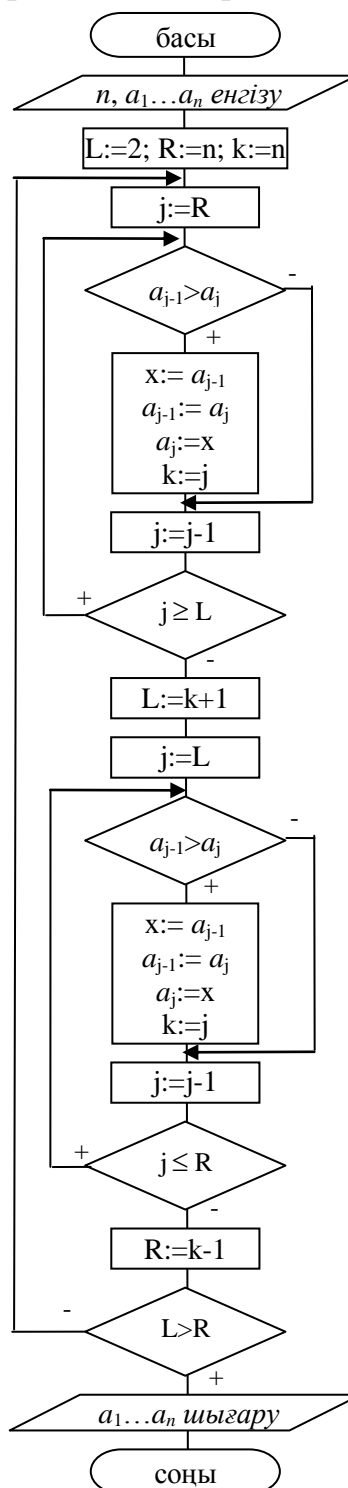 басы
n, a1…an енгізу
L:=2; R:=n; k:=n
j:=R
aj-1>aj
-
+
x:= aj-1
aj-1:= aj
aj:=x
k:=j
j:=j-1
+
j ≥ L
-
L:=k+1
j:=L
aj-1>aj
-
+
x:= aj-1
aj-1:= aj
aj:=x
k:=j
j:=j-1
+
j ≤ R
-
R:=k-1
-
L>R
+
a1…an шығару
соңы